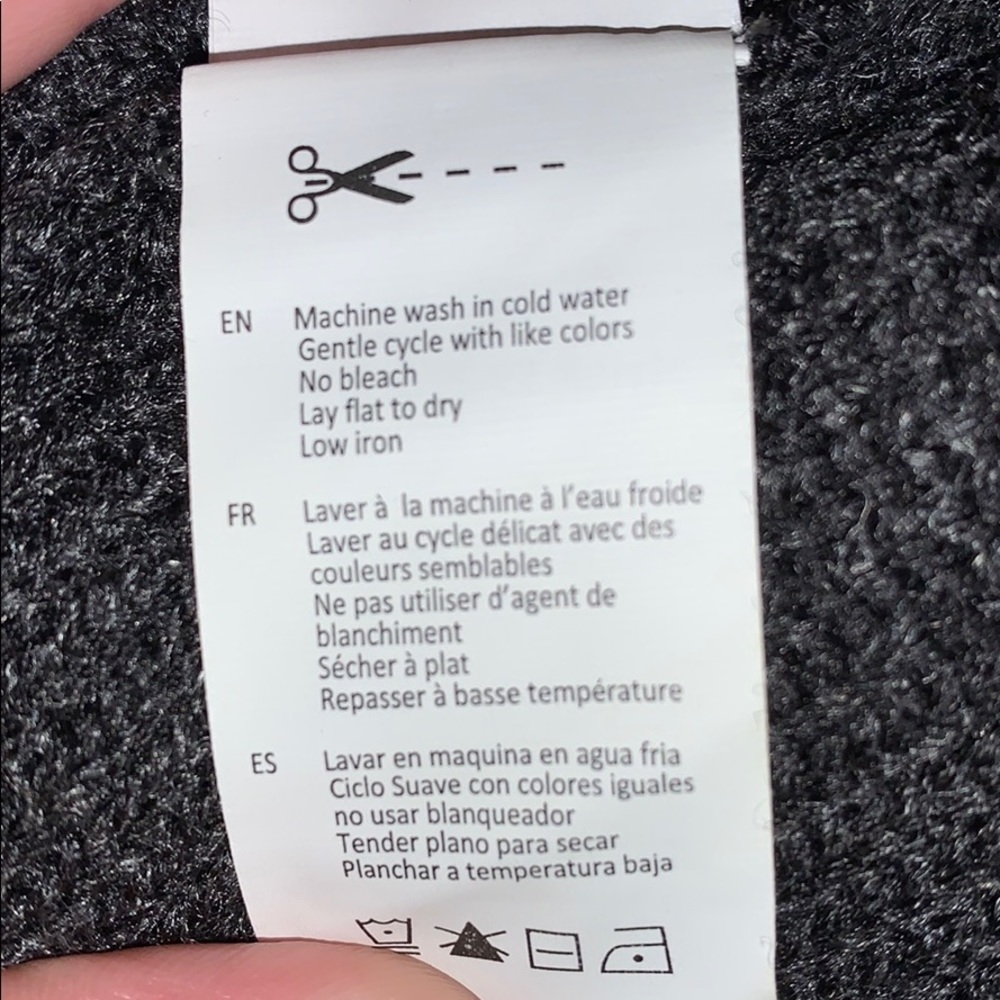 EN Machine wash in cold water
Gentle cycle with like colors
No bleach
Lay flat to dry
Low iron
FR Laver à la machine à l'eau froide
Laver au cycle délicat avec des
couleurs semblables
Ne pas utiliser d'agent de
blanchiment
Sécher à plat
Repasser à basse température
ES Lavar en maquina en agua fria
Ciclo Suave con colores iguales
no usar blanqueador
Tender plano para secar
Planchar a temperatura baja